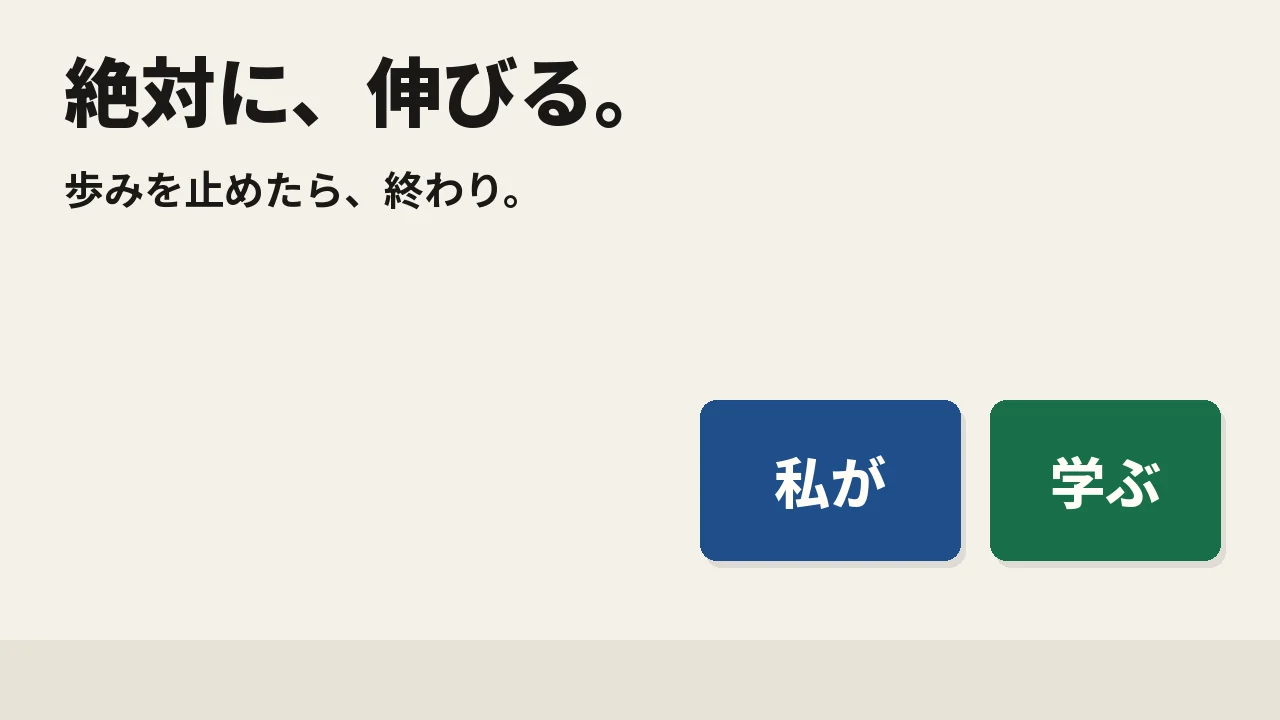 絶対に、伸びる。
歩みを止めたら、終わり。
私が
学ぶ